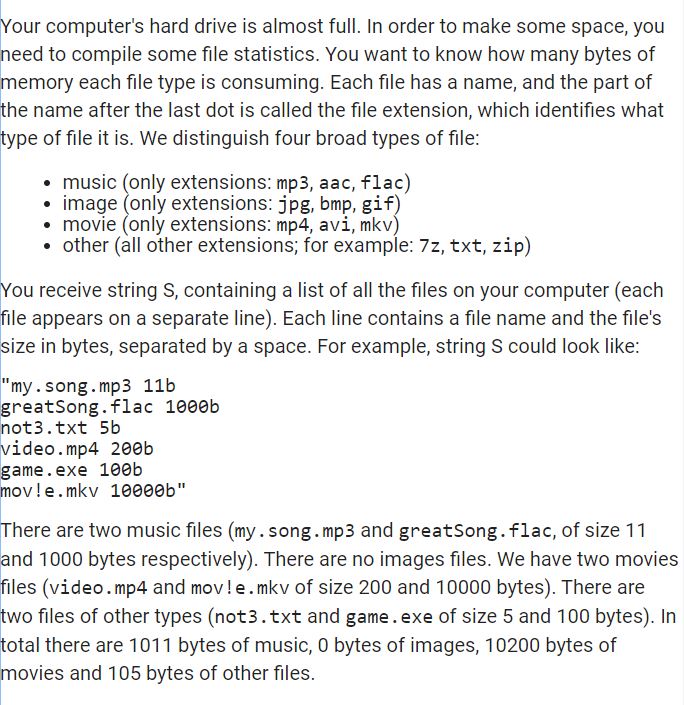 Your computer's hard drive is almost full. In order to make some space, you
need to compile some file statistics. You want to know how many bytes of
memory each file type is consuming. Each file has a name, and the part of
the name after the last dot is called the file extension, which identifies what
type of file it is. We distinguish four broad types of file:
• music (only extensions: mp3, aac, flac)
• image (only extensions: jpg, bmp, gif)
• movie (only extensions: mp4, avi, mkv)
• other (all other extensions; for example: 7z, txt, zip)
You receive string S, containing a list of all the files on your computer (each
file appears on a separate line). Each line contains a file name and the file's
size in bytes, separated by a space. For example, string S could look like:
"my.song.mp3 11b
greatSong.flac 1000b
not3.txt 5b
video.mp4 200b
game.exe 100b
mov!e.mkv 10000b"
There are two music files (my.song.mp3 and greatSong.flac, of size 11
and 1000 bytes respectively). There are no images files. We have two movies
files (video.mp4 and mov!e.mkv of size 200 and 10000 bytes). There are
two files of other types (not3.txt and game.exe of size 5 and 100 bytes). In
total there are 1011 bytes of music, 0 bytes of images, 10200 bytes of
movies and 105 bytes of other files.